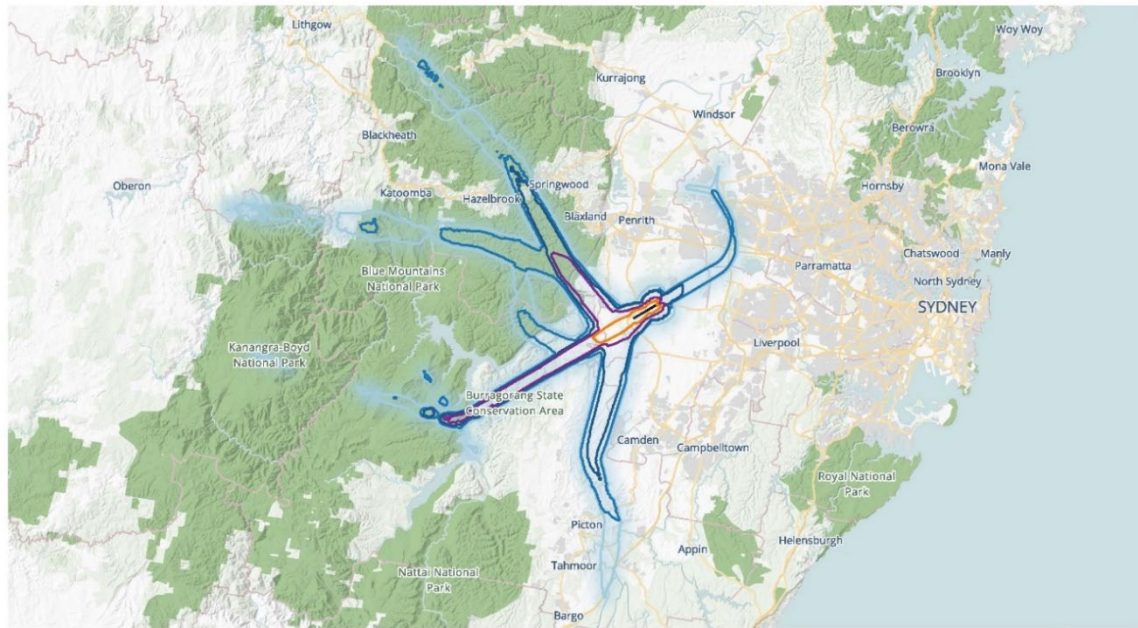 Lithgow
Woy Woy
Kurrajong
Brooklyn
Windsor
Blackheath
Berowra
Mona Vale
Oberon
Katoomba
Springwood
Hornsby
Hazelbrook
Blaxland
Penrith
Chatswood
Manly
Parramatta
Blue Mountains
National Park
North Sydney
SYDNEY
Liverpool
Kanangra-Boyd
National Park
Burragorang State
Conservation Area
Camden
Campbelltown
Royal National
Park
Picton
Helensburgh
Appin
Tahmoor
Nattai National
Park
Bargo